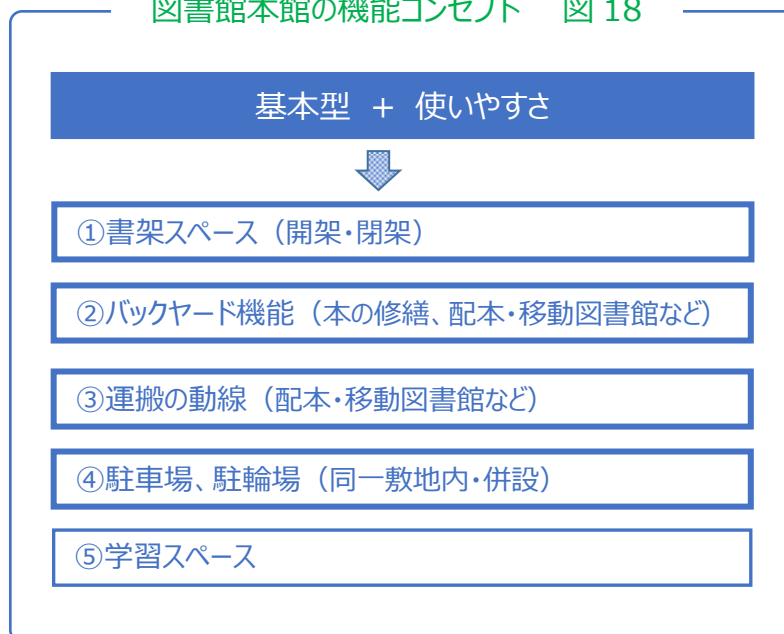 図書館本館の機能コンセプト　図 18
基本型 + 使いやすさ
①書架スペース（開架・閉架）
②バックヤード機能（本の修繕、配本・移動図書館など）
③運搬の動線（配本・移動図書館など）
④駐車場、駐輪場（同一敷地内・併設）
⑤学習スペース